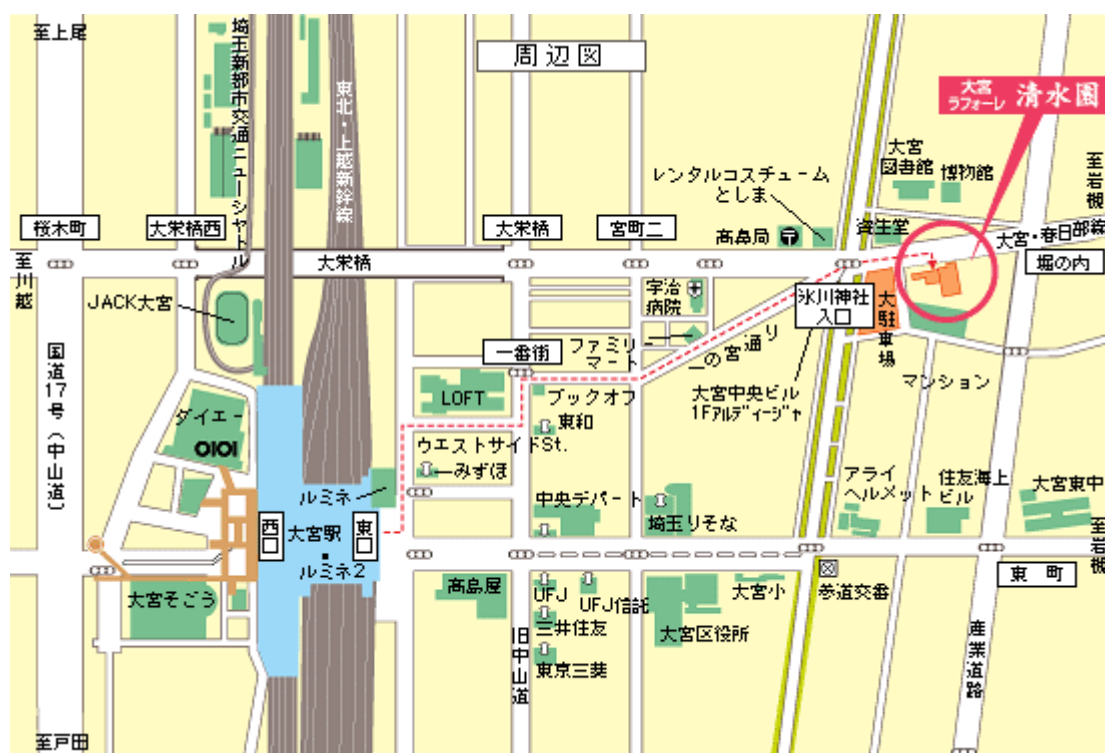 至上尾
埼玉新都市交通ニューシャトル
東北・上越新幹線
周辺図
大宮
ラフォーレ 清水園
大宮
図書館
博物館
至岩槻
レンタルコスチューム
としま
桜木町
大栄橋西
大栄橋
宮町二
高島局
資生堂
大宮・春日部線
至川越
大栄橋
堀の内
JACK大宮
宇治
病院
氷川神社
入口
大駐車場
国道17号（中山道）
一番街
ファミリ
マート
一の宮通り
大宮中央ビル
1Fアルディージャ
マンション
LOFT
ブックオフ
ダイエー
OIOI
東和
ウエストサイドSt.
みずほ
ルミネ
中央デパート
埼玉りそな
アライ
ヘルメット
住友海上
ビル
大宮東中
西口
大宮駅
東口
至岩槻
ルミネ2
東町
大宮そごう
高島屋
UFJ
UFJ信託
大宮小
参道交番
三井住友
大宮区役所
東京三菱
旧中山道
産業道路
至戸田